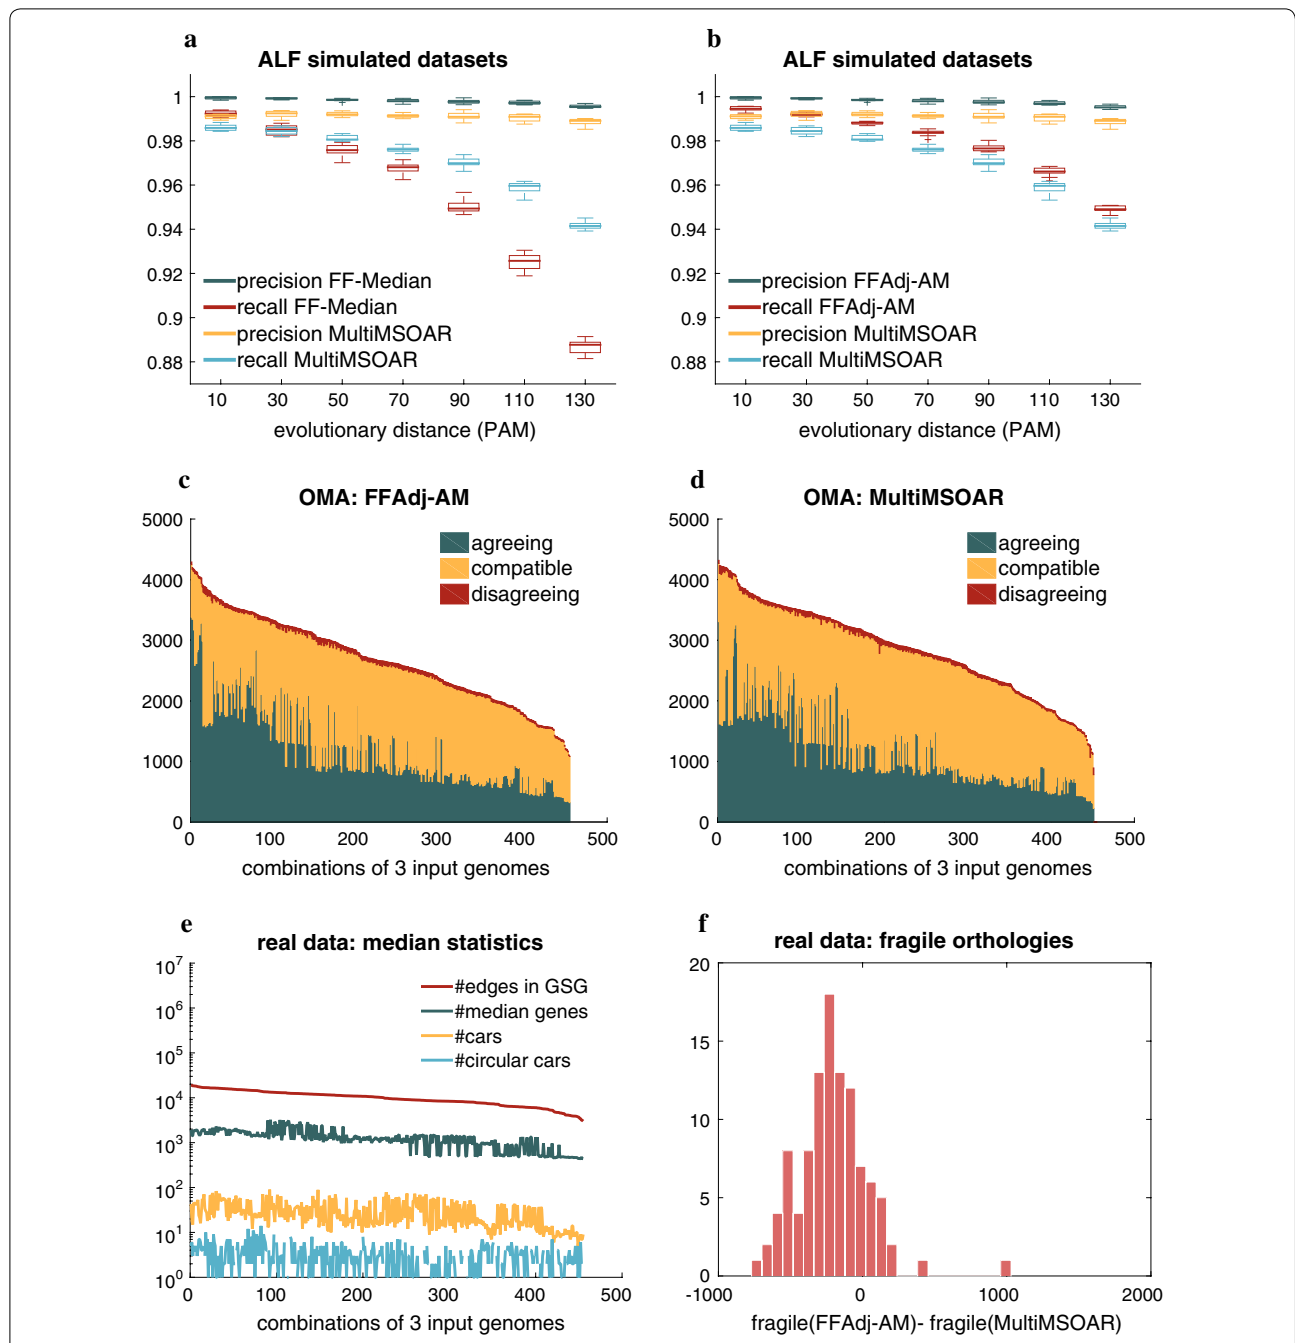 a
ALF simulated datasets
1
0.98
0.96
0.94
0.92
0.9
0.88
precision FF-Median
recall FF-Median
precision MultiMSOAR
recall MultiMSOAR
10 30 50 70 90 110 130
evolutionary distance (PAM)
b
ALF simulated datasets
1
0.98
0.96
0.94
0.92
0.9
0.88
precision FFAdj-AM
recall FFAdj-AM
precision MultiMSOAR
recall MultiMSOAR
10 30 50 70 90 110 130
evolutionary distance (PAM)
c
OMA: FFAdj-AM
5000
4000
3000
2000
1000
0
agreeing
compatible
disagreeing
0 100 200 300 400 500
combinations of 3 input genomes
d
OMA: MultiMSOAR
5000
4000
3000
2000
1000
0
agreeing
compatible
disagreeing
0 100 200 300 400 500
combinations of 3 input genomes
e
real data: median statistics
10^7
10^6
10^5
10^4
10^3
10^2
10^1
10^0
#edges in GSG
#median genes
#cars
#circular cars
0 100 200 300 400 500
combinations of 3 input genomes
f
real data: fragile orthologies
20
15
10
5
0
-1000 0 1000 2000
fragile(FFAdj-AM)- fragile(MultiMSOAR)